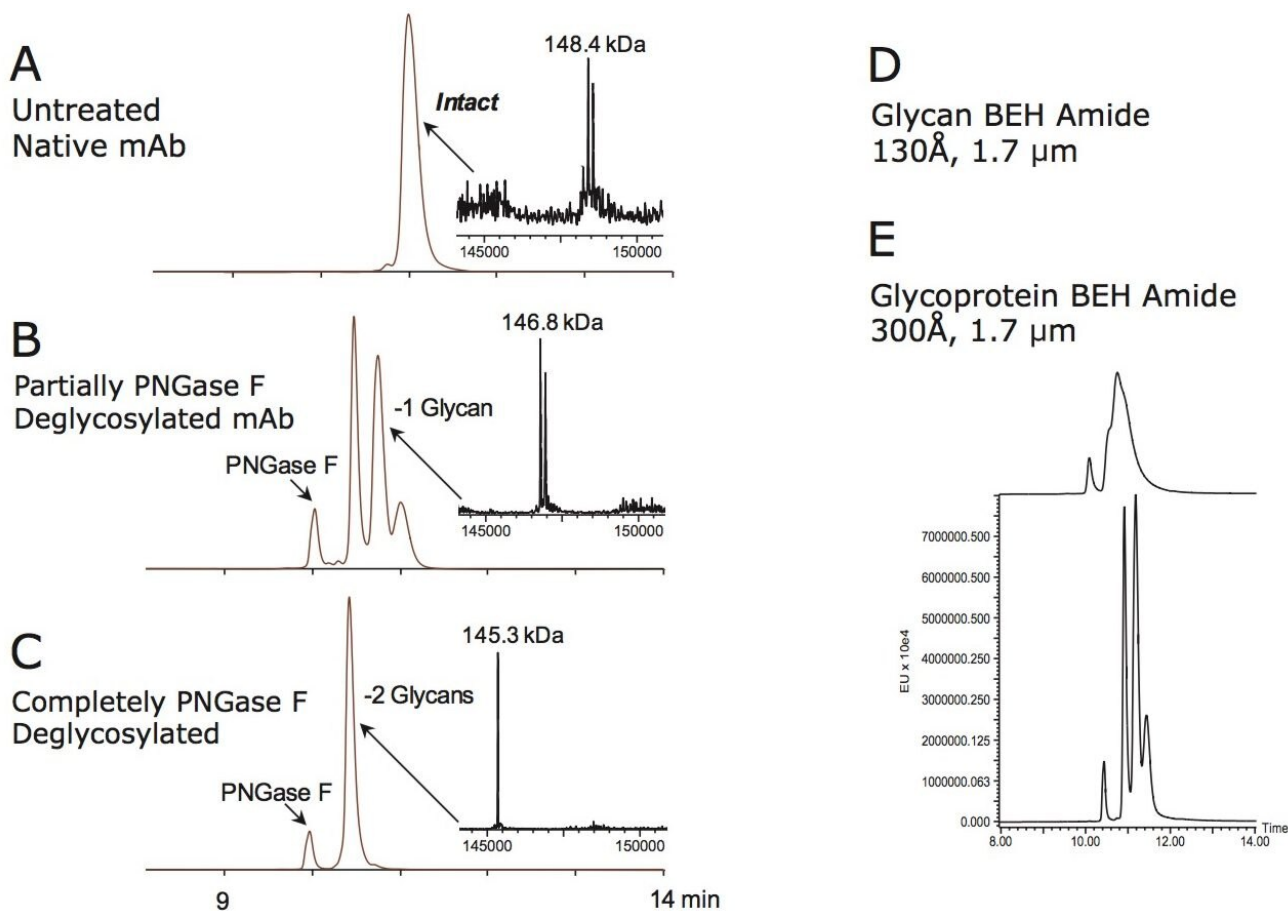 A
Untreated
Native mAb
Intact
148.4 kDa
145000
150000
B
Partially PNGase F
Deglycosylated mAb
PNGase F
-1 Glycan
146.8 kDa
145000
150000
C
Completely PNGase F
Deglycosylated
PNGase F
-2 Glycans
145.3 kDa
145000
150000
9
14 min
D
Glycan BEH Amide
130Å, 1.7 µm
E
Glycoprotein BEH Amide
300Å, 1.7 µm
EU x 10e4
7000000.500
6000000.500
5000000.500
4000000.250
3000000.250
2000000.125
1000000.063
0.000
8.00
10.00
12.00
14.00
Time